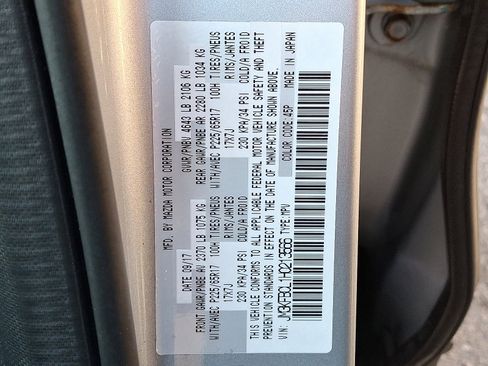 MFD. BY MAZDA MOTOR CORPORATION
DATE: 09/17 GVWR/PNBV 4643 LB 2106 KG
FRONT GAWR/PNBE AV 2370 LB 1075 KG REAR GAWR/PNBE AR 2280 LB 1034 KG
WITH/AVEC P225/65R17 100H TIRES/PNEUS WITH/AVEC P225/65R17 100H TIRES/PNEUS
17X7J RIMS/JANTES 17X7J RIMS/JANTES
230 KPA/34 PSI COLD/A FROID 230 KPA/34 PSI COLD/A FROID
THIS VEHICLE CONFORMS TO ALL APPLICABLE FEDERAL MOTOR VEHICLE SAFETY AND THEFT
PREVENTION STANDARDS IN EFFECT ON THE DATE OF MANUFACTURE SHOWN ABOVE.
VIN: JM3KFBCL1H0213566 COLOR CODE:45P MADE IN JAPAN
TYPE:MPV